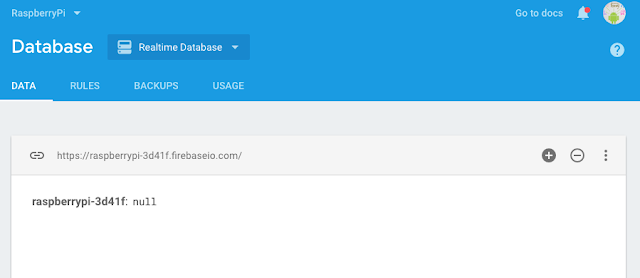 RaspberryPi
Go to docs
Database
Realtime Database
DATA RULES BACKUPS USAGE
https://raspberrypi-3d41f.firebaseio.com/
raspberrypi-3d41f: null